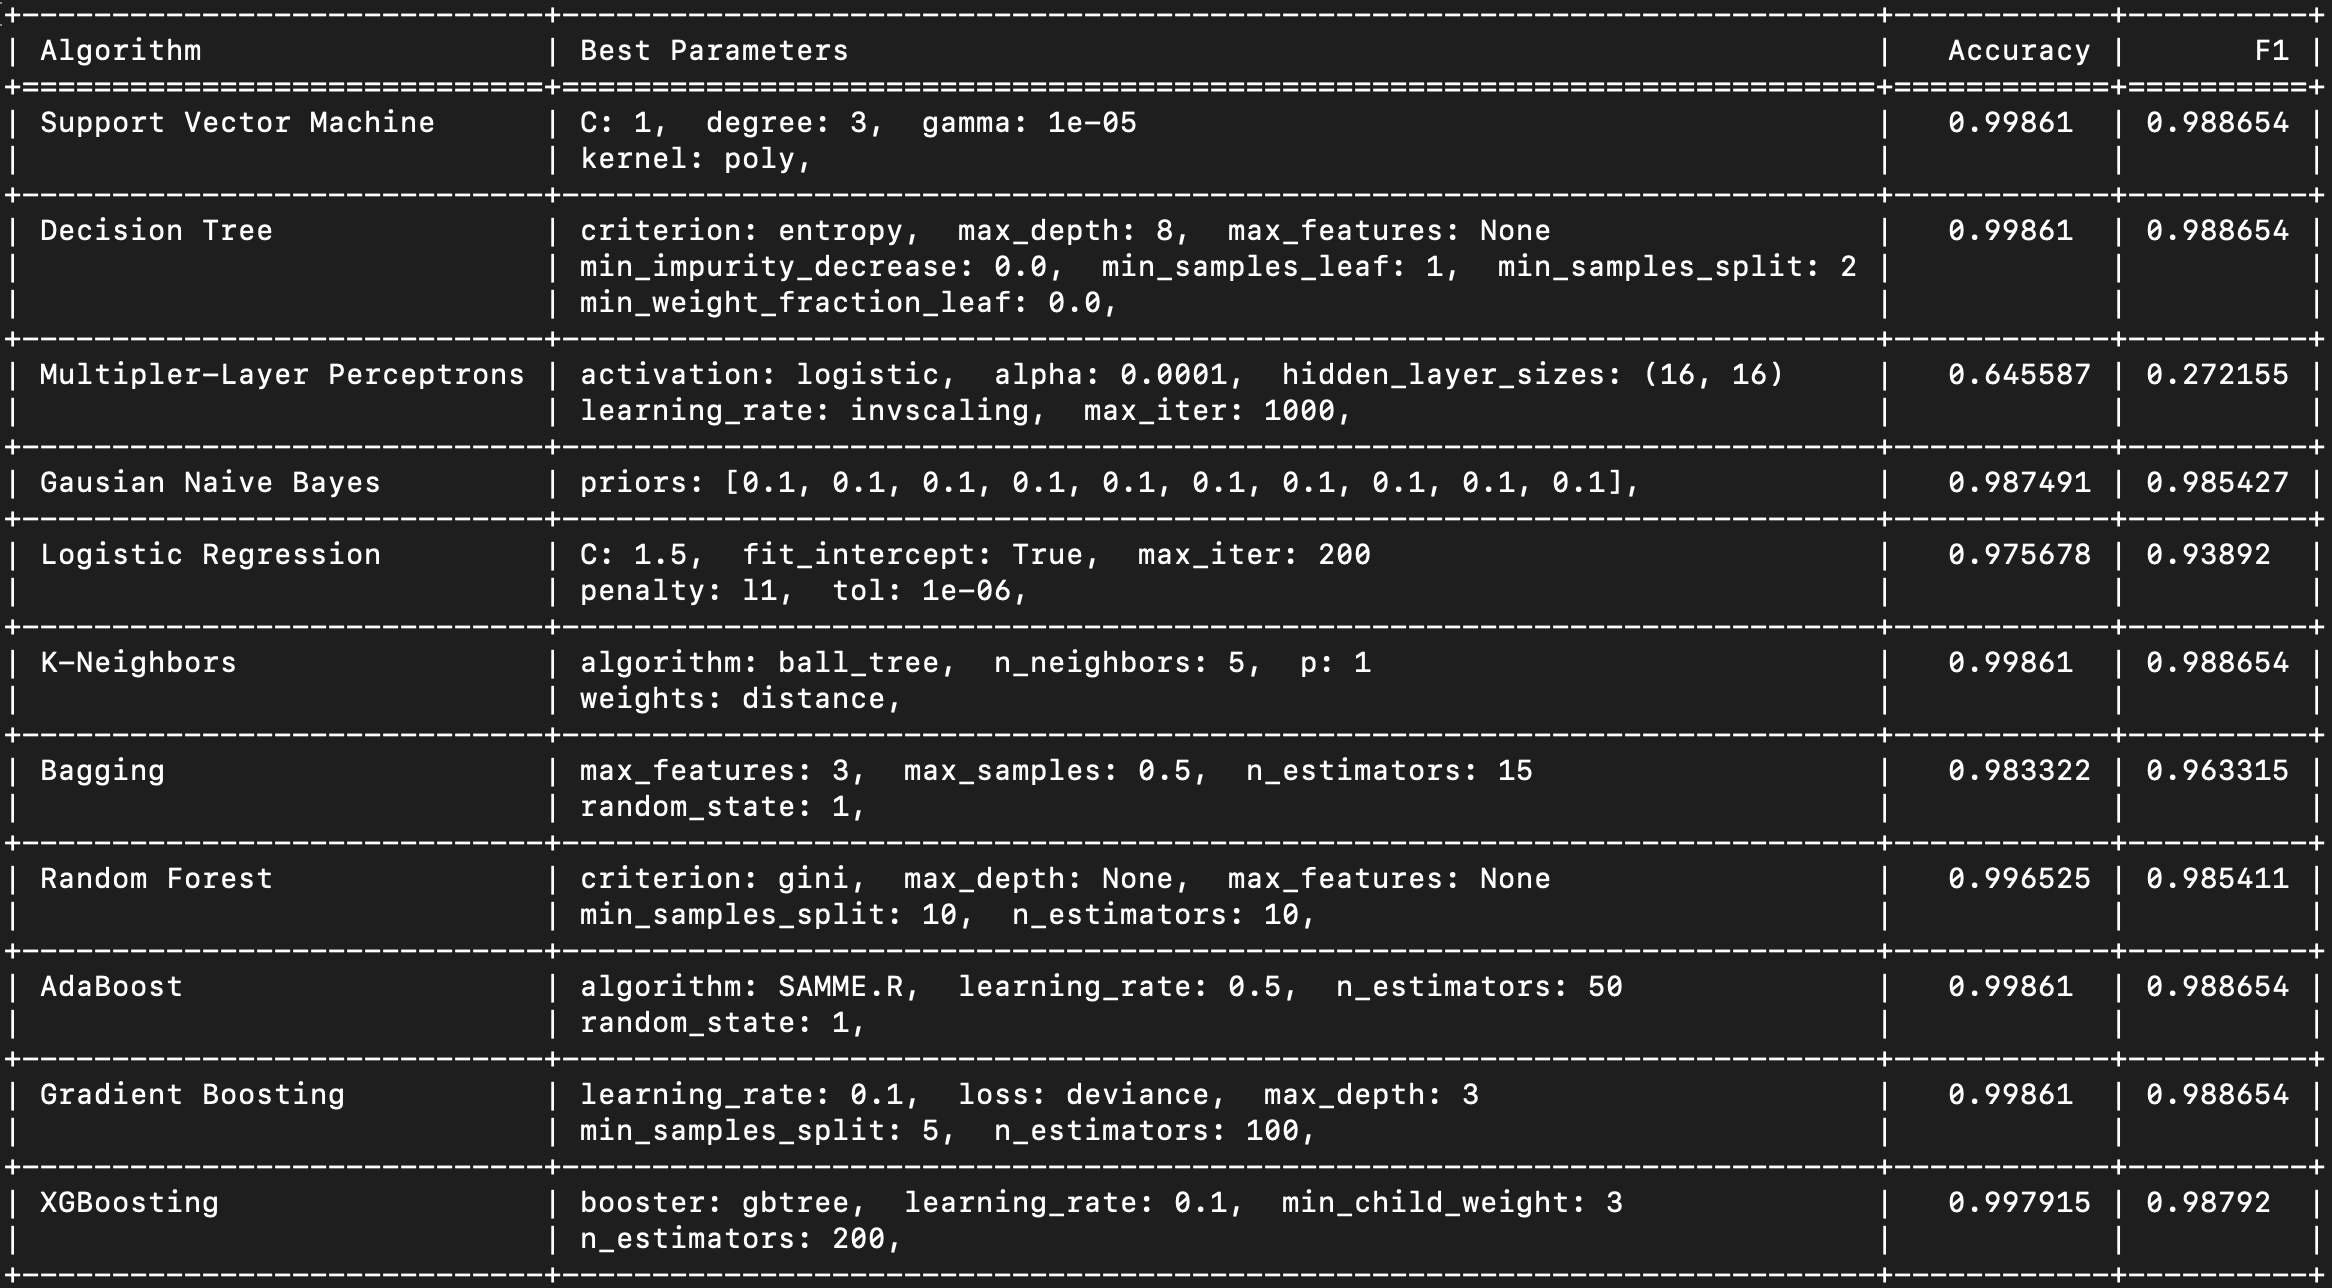 Algorithm | Best Parameters | Accuracy | F1
Support Vector Machine | C: 1,  degree: 3,  gamma: 1e-05 | 0.99861 | 0.988654
kernel: poly,
Decision Tree | criterion: entropy,  max_depth: 8,  max_features: None | 0.99861 | 0.988654
min_impurity_decrease: 0.0,  min_samples_leaf: 1,  min_samples_split: 2
min_weight_fraction_leaf: 0.0,
Multipler-Layer Perceptrons | activation: logistic,  alpha: 0.0001,  hidden_layer_sizes: (16, 16) | 0.645587 | 0.272155
learning_rate: invscaling,  max_iter: 1000,
Gausian Naive Bayes | priors: [0.1, 0.1, 0.1, 0.1, 0.1, 0.1, 0.1, 0.1, 0.1, 0.1], | 0.987491 | 0.985427
Logistic Regression | C: 1.5,  fit_intercept: True,  max_iter: 200 | 0.975678 | 0.93892
penalty: l1,  tol: 1e-06,
K-Neighbors | algorithm: ball_tree,  n_neighbors: 5,  p: 1 | 0.99861 | 0.988654
weights: distance,
Bagging | max_features: 3,  max_samples: 0.5,  n_estimators: 15 | 0.983322 | 0.963315
random_state: 1,
Random Forest | criterion: gini,  max_depth: None,  max_features: None | 0.996525 | 0.985411
min_samples_split: 10,  n_estimators: 10,
AdaBoost | algorithm: SAMME.R,  learning_rate: 0.5,  n_estimators: 50 | 0.99861 | 0.988654
random_state: 1,
Gradient Boosting | learning_rate: 0.1,  loss: deviance,  max_depth: 3 | 0.99861 | 0.988654
min_samples_split: 5,  n_estimators: 100,
XGBoosting | booster: gbtree,  learning_rate: 0.1,  min_child_weight: 3 | 0.997915 | 0.98792
n_estimators: 200,